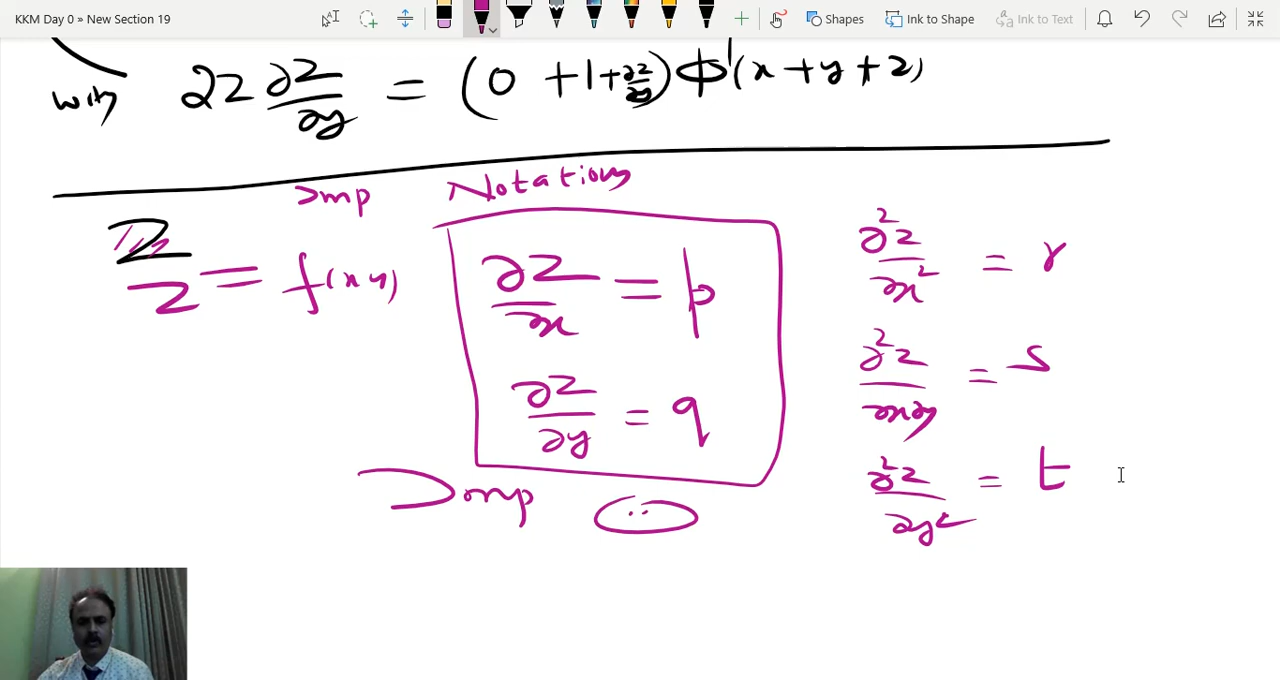 KKM Day 0 » New Section 19
Shapes
Ink to Shape
Ink to Text
2z ∂z/∂y = (0 + 1 + ∂z/∂y) Φ'(x + y + z)
Imp Notations
z = f(x y)
∂z/∂x = p
∂z/∂y = q
Imp
∂²z/∂x² = r
∂²z/∂x∂y = s
∂²z/∂y² = t